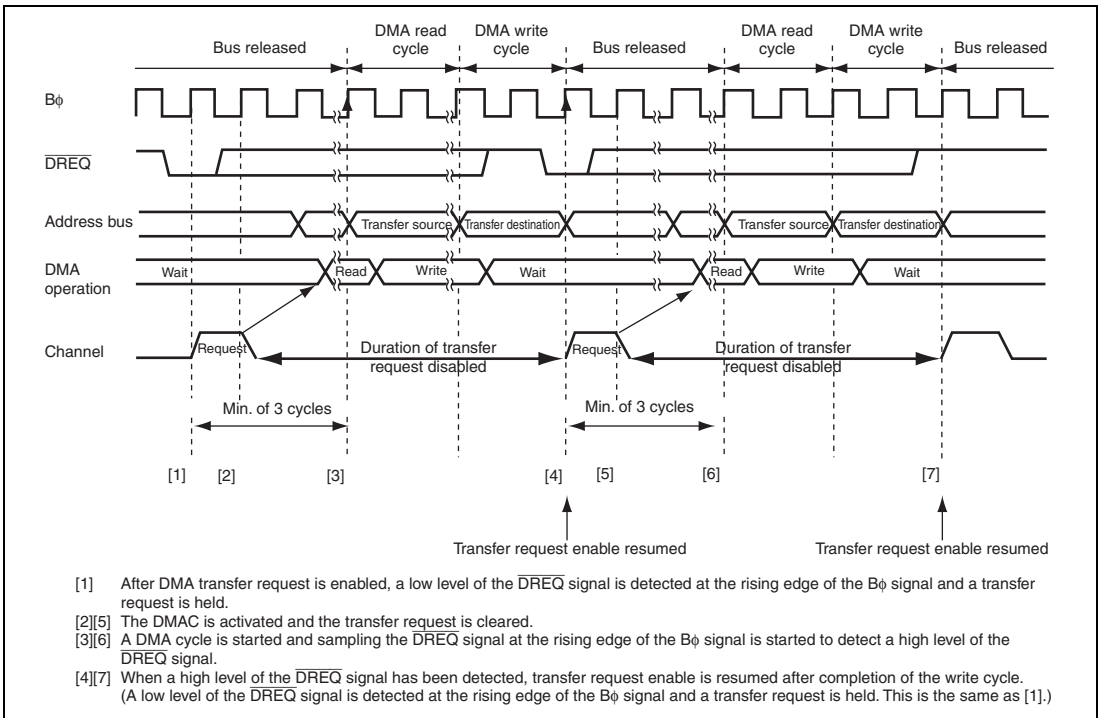 Bus released
DMA read cycle
DMA write cycle
Bus released
DMA read cycle
DMA write cycle
Bus released
Bφ
DREQ
Address bus
Transfer source
Transfer destination
Transfer source
Transfer destination
DMA operation
Wait
Read
Write
Wait
Read
Write
Wait
Channel
Request
Duration of transfer request disabled
Request
Duration of transfer request disabled
Min. of 3 cycles
Min. of 3 cycles
[1] [2] [3] [4] [5] [6] [7]
Transfer request enable resumed
Transfer request enable resumed
[1] After DMA transfer request is enabled, a low level of the DREQ signal is detected at the rising edge of the Bφ signal and a transfer
request is held.
[2][5] The DMAC is activated and the transfer request is cleared.
[3][6] A DMA cycle is started and sampling the DREQ signal at the rising edge of the Bφ signal is started to detect a high level of the
DREQ signal.
[4][7] When a high level of the DREQ signal has been detected, transfer request enable is resumed after completion of the write cycle.
(A low level of the DREQ signal is detected at the rising edge of the Bφ signal and a transfer request is held. This is the same as [1].)